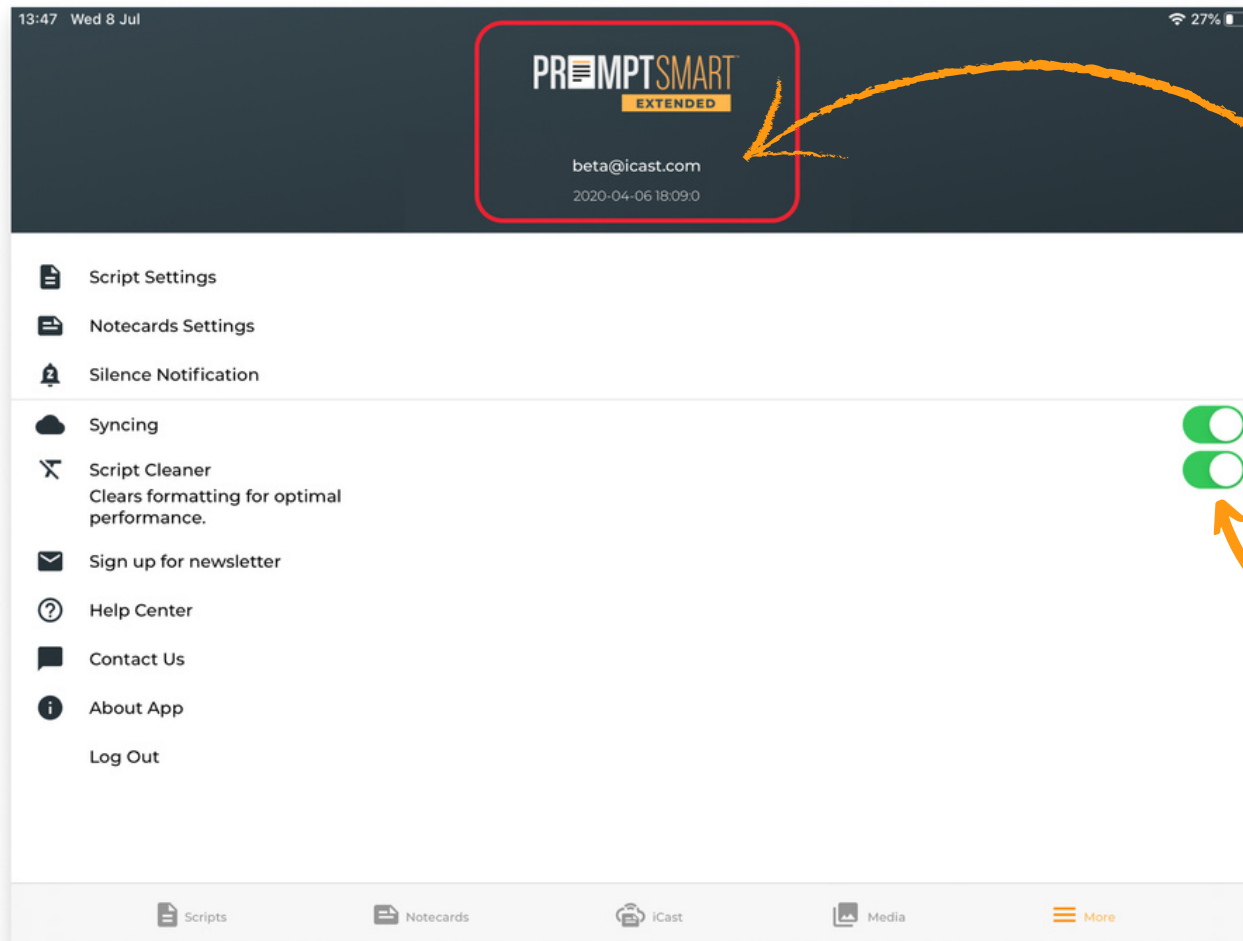 13:47 Wed 8 Jul
27%
PROMPTSMART™
EXTENDED
beta@icast.com
2020-04-06 18:09:0
Script Settings
Notecards Settings
Silence Notification
Syncing
Script Cleaner
Clears formatting for optimal
performance.
Sign up for newsletter
Help Center
Contact Us
About App
Log Out
Scripts
Notecards
iCast
Media
More